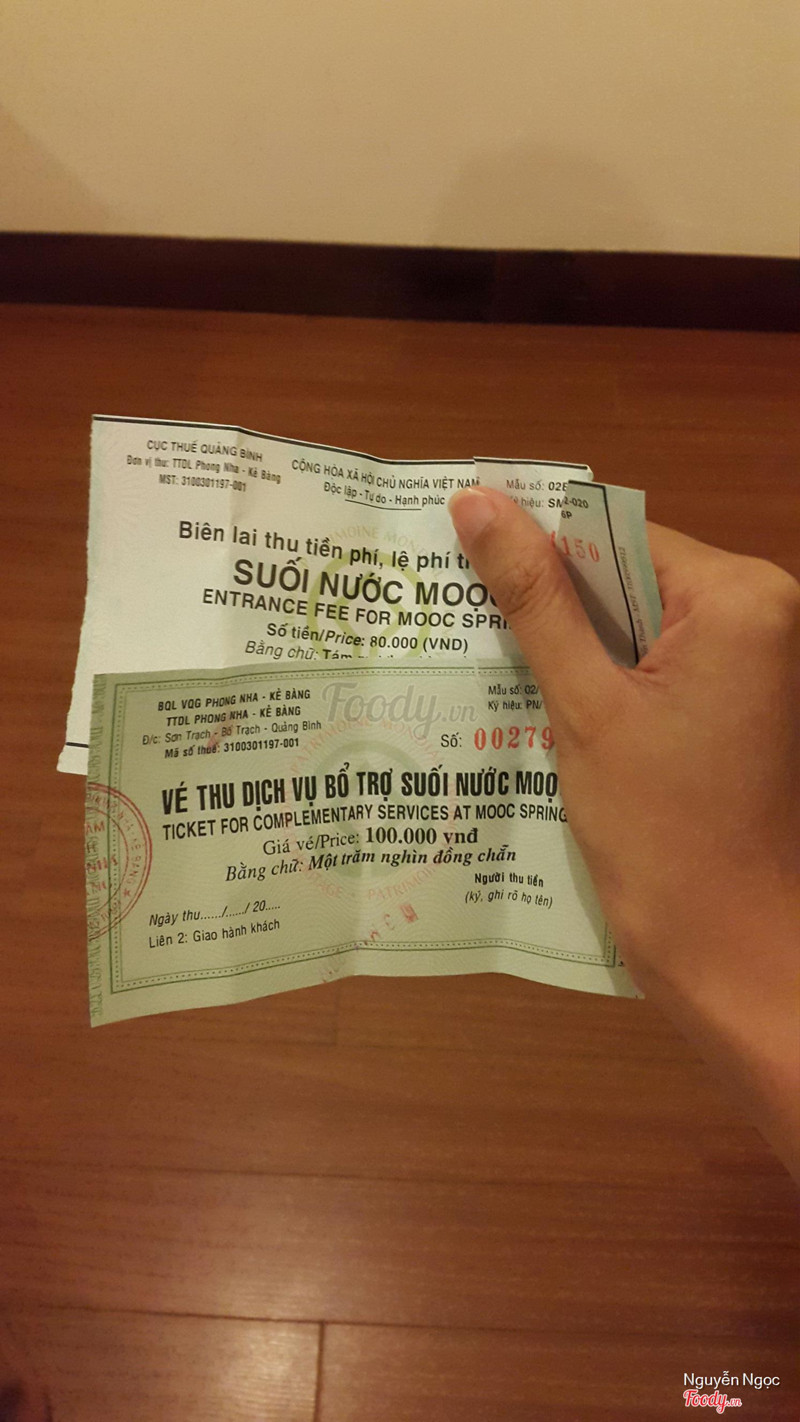 CỤC THUẾ QUẢNG BÌNH
Đơn vị thu: TTDL Phong Nha - Kẻ Bàng
MST: 3100301197-001
CỘNG HÒA XÃ HỘI CHỦ NGHĨA VIỆT NAM
Độc lập - Tự do - Hạnh phúc
Mẫu số: 02B
hiệu: SM
150
Biên lai thu tiền phí, lệ phí
SUỐI NƯỚC MOỌC
ENTRANCE FEE FOR MOOC SPRI
Số tiền/Price: 80.000 (VND)
Bằng chữ: Tám
BQL VQG PHONG NHA - KẺ BÀNG
TTDL PHONG NHA - KẺ BÀNG
Đ/c: Sơn Trạch - Bố Trạch - Quảng Bình
Mã số thuế: 3100301197-001
Mẫu số: 02/
Ký hiệu: PN/
Số: 00279
VÉ THU DỊCH VỤ BỔ TRỢ SUỐI NƯỚC MOỌ
TICKET FOR COMPLEMENTARY SERVICES AT MOOC SPRING
Giá vé/Price: 100.000 vnđ
Bằng chữ: Một trăm nghìn đồng chẵn
Người thu tiền
(ký, ghi rõ họ tên)
Ngày thu....../....../ 20.....
Liên 2: Giao hành khách
Foody.vn
Nguyễn Ngọc
Foody.vn